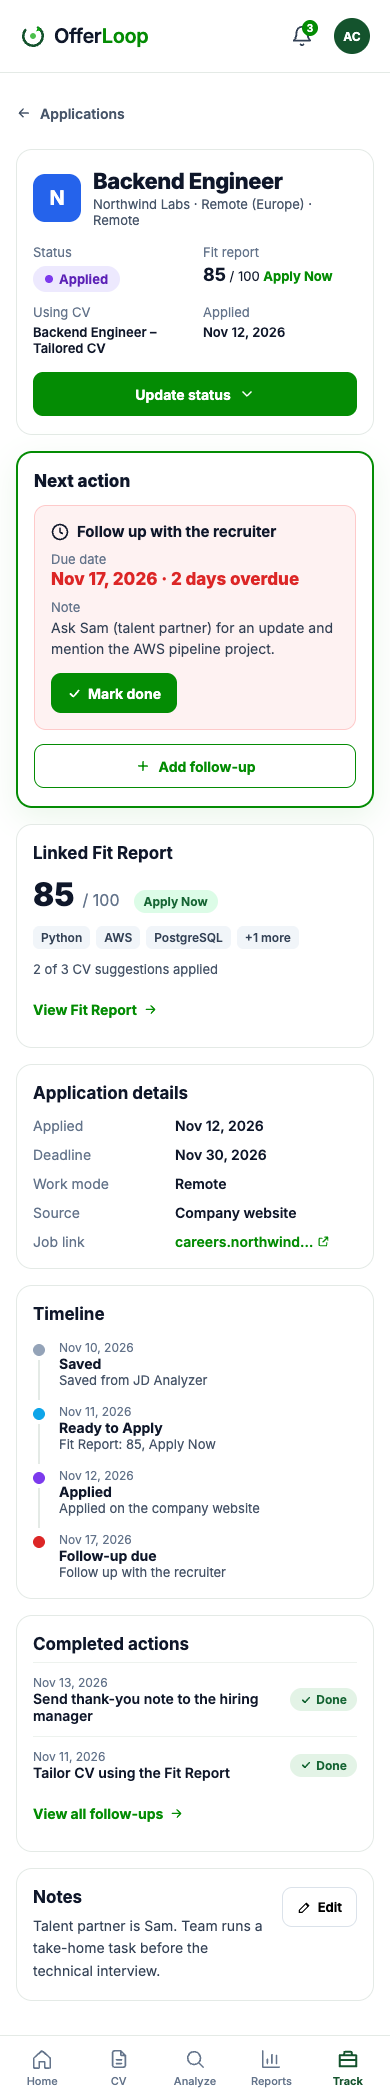 OfferLoop
3
AC
Applications
N
Backend Engineer
Northwind Labs · Remote (Europe) ·
Remote
Status
Fit report
Applied
85 / 100 Apply Now
Using CV
Applied
Backend Engineer –
Tailored CV
Nov 12, 2026
Update status
Next action
Follow up with the recruiter
Due date
Nov 17, 2026 · 2 days overdue
Note
Ask Sam (talent partner) for an update and
mention the AWS pipeline project.
Mark done
Add follow-up
Linked Fit Report
85 / 100 Apply Now
Python AWS PostgreSQL +1 more
2 of 3 CV suggestions applied
View Fit Report
Application details
Applied Nov 12, 2026
Deadline Nov 30, 2026
Work mode Remote
Source Company website
Job link careers.northwind...
Timeline
Nov 10, 2026
Saved
Saved from JD Analyzer
Nov 11, 2026
Ready to Apply
Fit Report: 85, Apply Now
Nov 12, 2026
Applied
Applied on the company website
Nov 17, 2026
Follow-up due
Follow up with the recruiter
Completed actions
Nov 13, 2026
Send thank-you note to the hiring
manager
Done
Nov 11, 2026
Tailor CV using the Fit Report
Done
View all follow-ups
Notes
Edit
Talent partner is Sam. Team runs a
take-home task before the
technical interview.
Home CV Analyze Reports Track